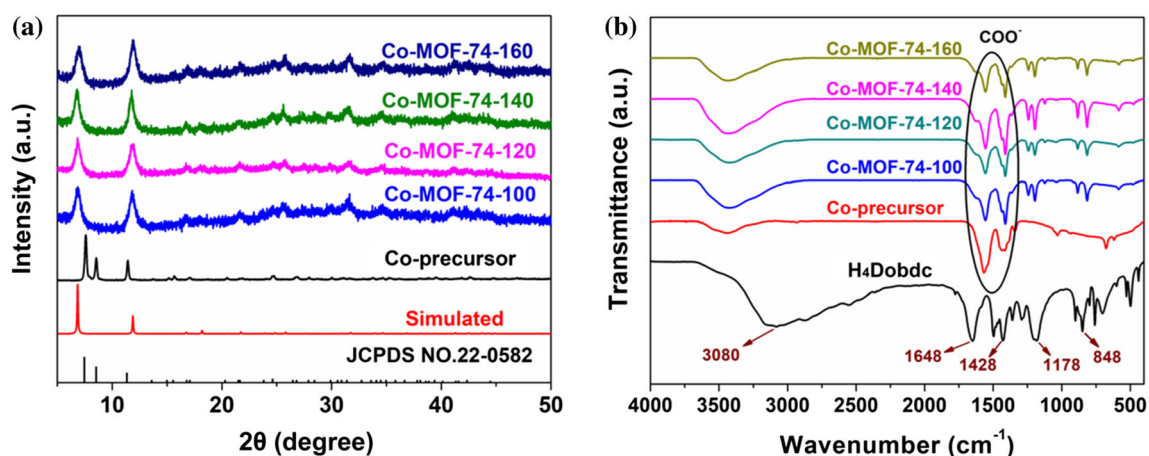 (a)
Intensity (a.u.)
Co-MOF-74-160
Co-MOF-74-140
Co-MOF-74-120
Co-MOF-74-100
Co-precursor
Simulated
JCPDS NO.22-0582
10 20 30 40 50
2θ (degree)
(b)
Transmittance (a.u.)
COO⁻
Co-MOF-74-160
Co-MOF-74-140
Co-MOF-74-120
Co-MOF-74-100
Co-precursor
H₄Dobdc
3080
1648
1428
1178
848
4000 3500 3000 2500 2000 1500 1000 500
Wavenumber (cm⁻¹)